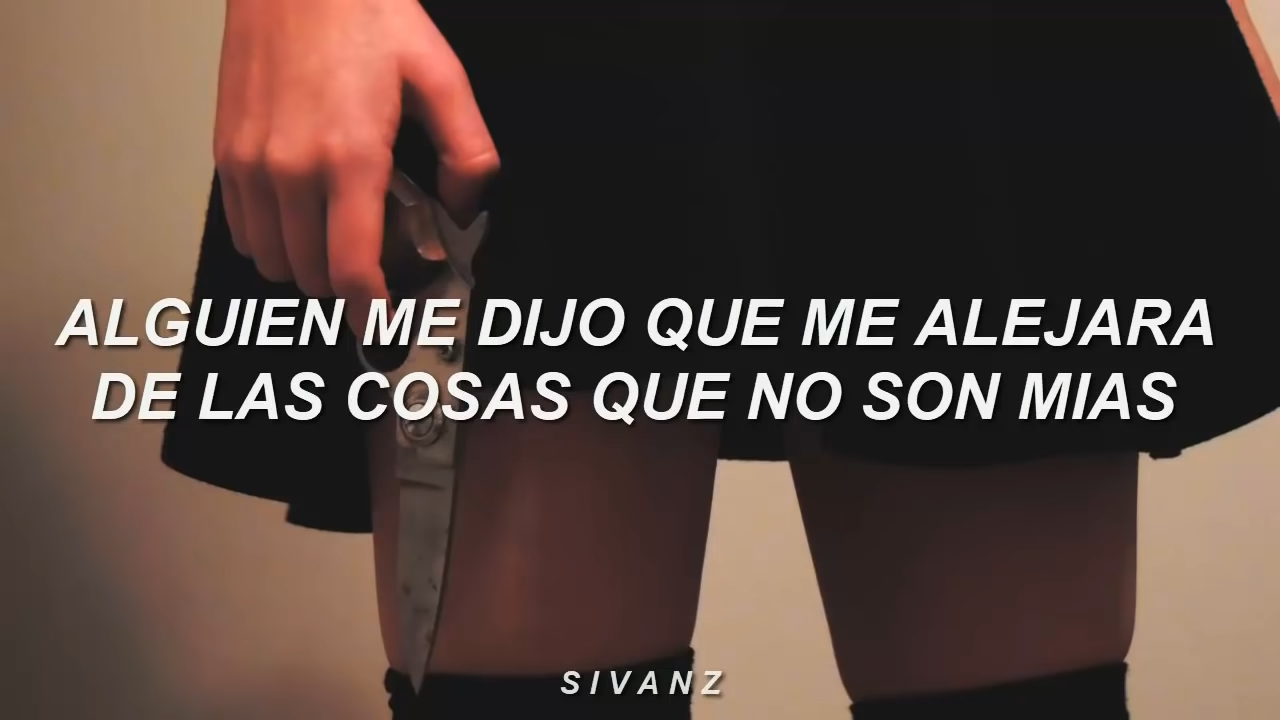 ALGUIEN ME DIJO QUE ME ALEJARA
DE LAS COSAS QUE NO SON MIAS
SIVANZ